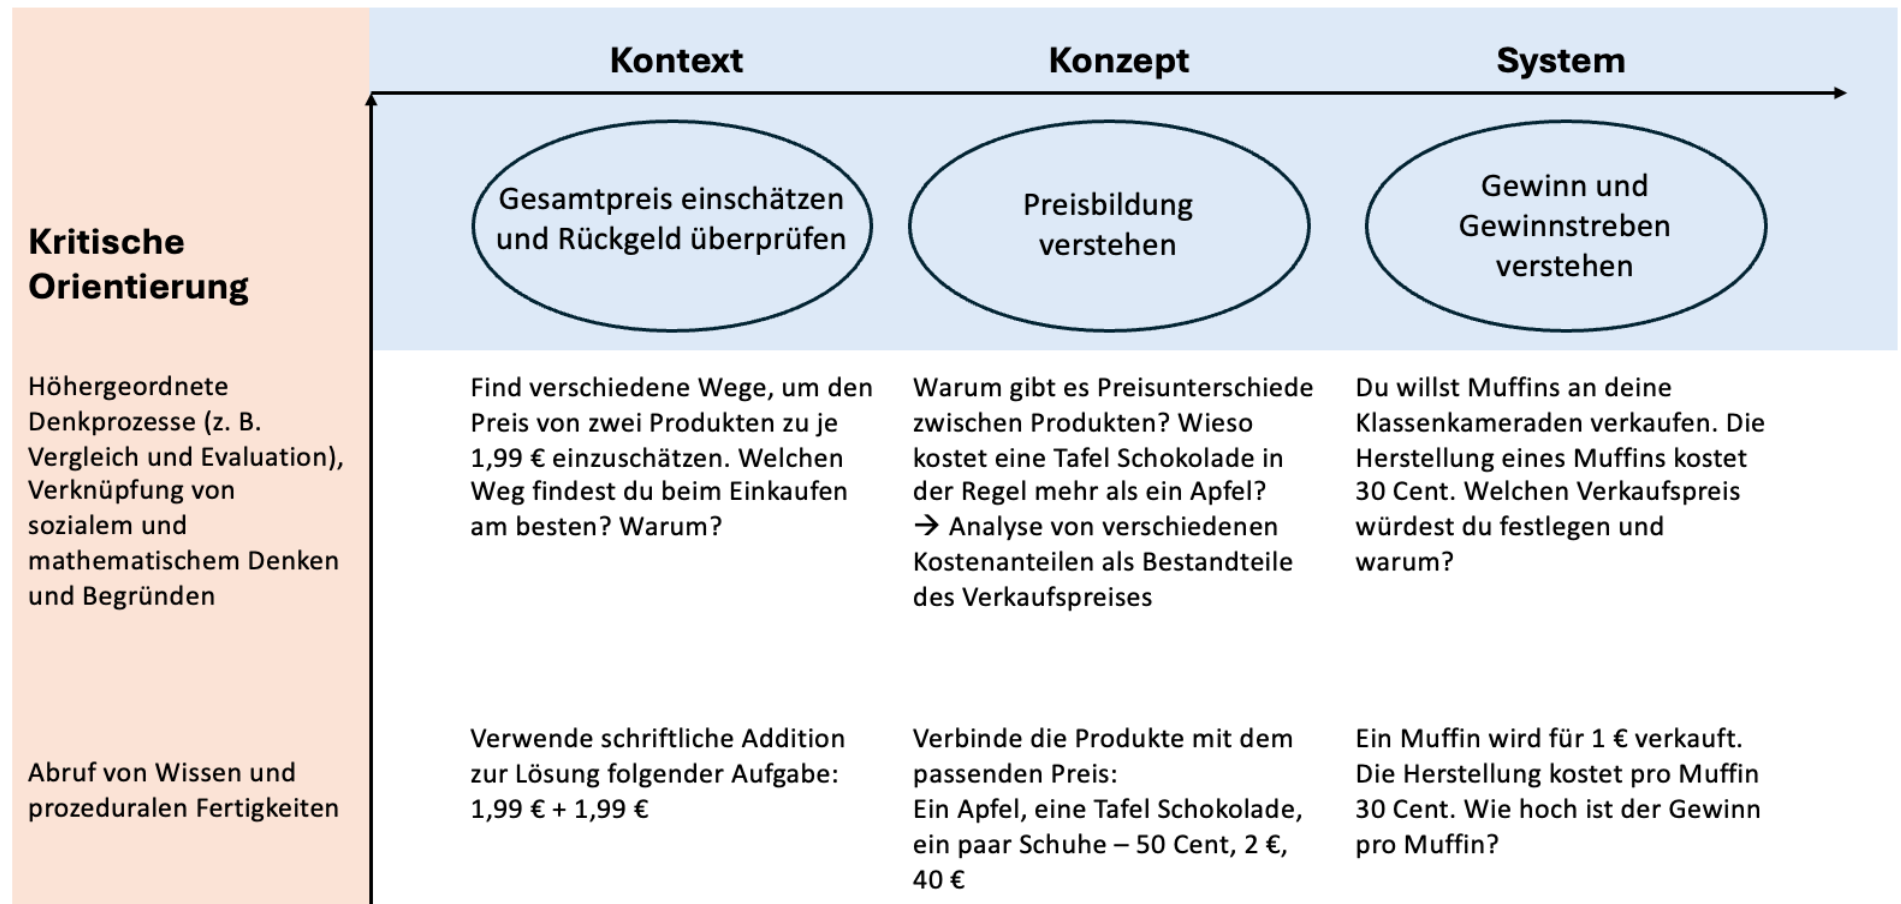 Kontext
Konzept
System
Gesamtpreis einschätzen
und Rückgeld überprüfen
Preisbildung
verstehen
Gewinn und
Gewinnstreben
verstehen
Kritische
Orientierung
Höhergeordnete
Denkprozesse (z. B.
Vergleich und Evaluation),
Verknüpfung von
sozialem und
mathematischem Denken
und Begründen
Find verschiedene Wege, um den
Preis von zwei Produkten zu je
1,99 € einzuschätzen. Welchen
Weg findest du beim Einkaufen
am besten? Warum?
Warum gibt es Preisunterschiede
zwischen Produkten? Wieso
kostet eine Tafel Schokolade in
der Regel mehr als ein Apfel?
→ Analyse von verschiedenen
Kostenanteilen als Bestandteile
des Verkaufspreises
Du willst Muffins an deine
Klassenkameraden verkaufen. Die
Herstellung eines Muffins kostet
30 Cent. Welchen Verkaufspreis
würdest du festlegen und
warum?
Abruf von Wissen und
prozeduralen Fertigkeiten
Verwende schriftliche Addition
zur Lösung folgender Aufgabe:
1,99 € + 1,99 €
Verbinde die Produkte mit dem
passenden Preis:
Ein Apfel, eine Tafel Schokolade,
ein paar Schuhe – 50 Cent, 2 €,
40 €
Ein Muffin wird für 1 € verkauft.
Die Herstellung kostet pro Muffin
30 Cent. Wie hoch ist der Gewinn
pro Muffin?